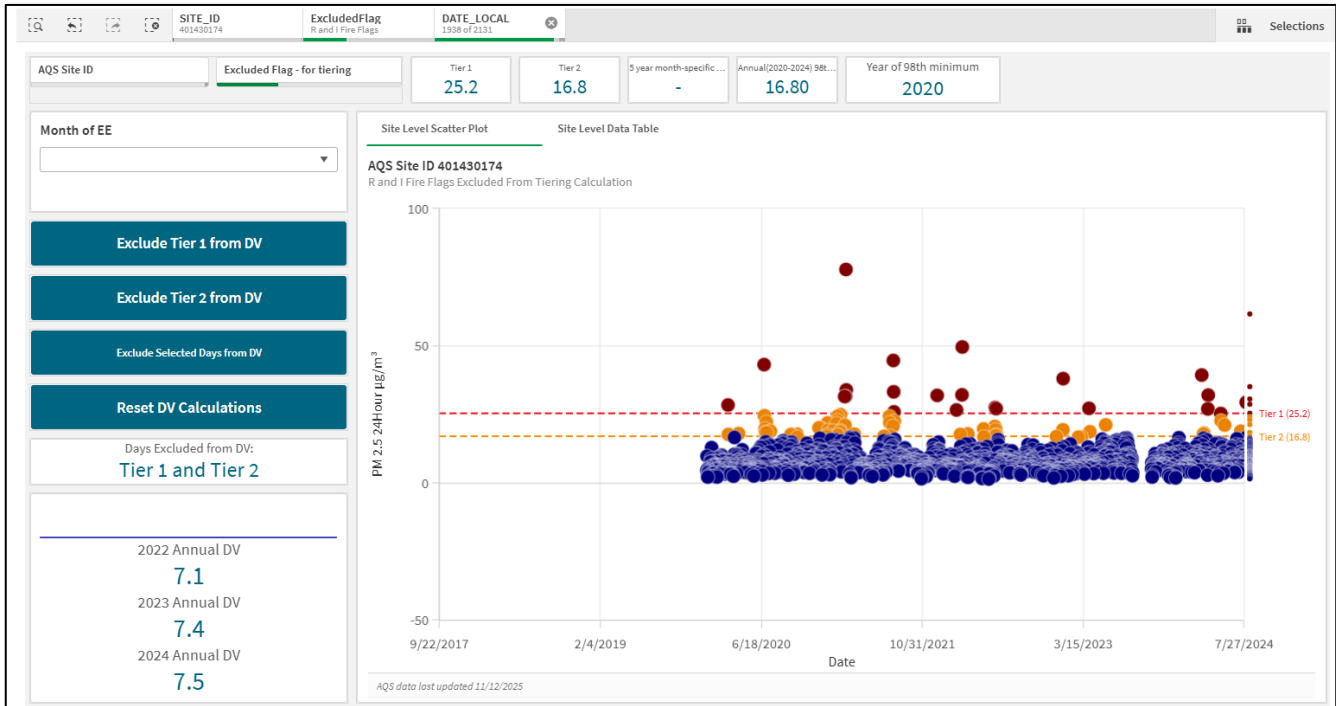 SITE_ID
401430174
ExcludedFlag
R and I Fire Flags
DATE_LOCAL
1938 of 2131
Selections
AQS Site ID
Excluded Flag - for tiering
Tier 1
25.2
Tier 2
16.8
5 year month-specific ...
-
Annual(2020-2024) 98t...
16.80
Year of 98th minimum
2020
Month of EE
Exclude Tier 1 from DV
Exclude Tier 2 from DV
Exclude Selected Days from DV
Reset DV Calculations
Days Excluded from DV:
Tier 1 and Tier 2
2022 Annual DV
7.1
2023 Annual DV
7.4
2024 Annual DV
7.5
Site Level Scatter Plot
Site Level Data Table
AQS Site ID 401430174
R and I Fire Flags Excluded From Tiering Calculation
PM 2.5 24Hour µg/m³
100
50
0
-50
Tier 1 (25.2)
Tier 2 (16.8)
9/22/2017
2/4/2019
6/18/2020
10/31/2021
3/15/2023
7/27/2024
Date
AQS data last updated 11/12/2025